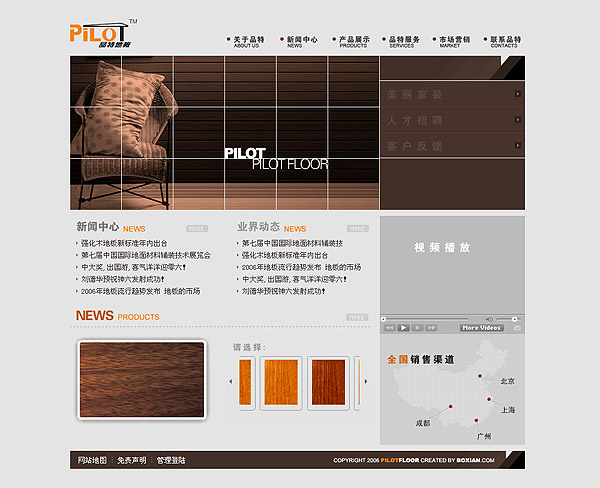 PiLOT TM
品特地板
关于品特 新闻中心 产品展示 品特服务 市场营销 联系品特
ABOUT US NEWS PRODUCTS SERVICES MARKET CONTACTS
美丽家装
人才招聘
客户反馈
PILOT
PILOT FLOOR
新闻中心 NEWS MORE
强化术地板新标准年内出台
第七届中国国际地面材料铺装技术展览会
中大奖, 出国游, 客气洋洋迎零六!
刘德华预祝神六发射成功!
2006年地板流行趋势发布 地板的市场
业界动态 NEWS MORE
第七届中国国际地面材料铺装技
强化术地板新标准年内出台
2006年地板流行趋势发布 地板的市场
中大奖, 出国游, 客气洋洋迎零六!
刘德华预祝神六发射成功!
视频播放
More Videos
NEWS PRODUCTS MORE
请选择:
全国销售渠道
北京
上海
成都
广州
网站地图 免责声明 管理登陆
COPYRIGHT 2006 PILOTFLOOR CREATED BY BOXIAN.COM